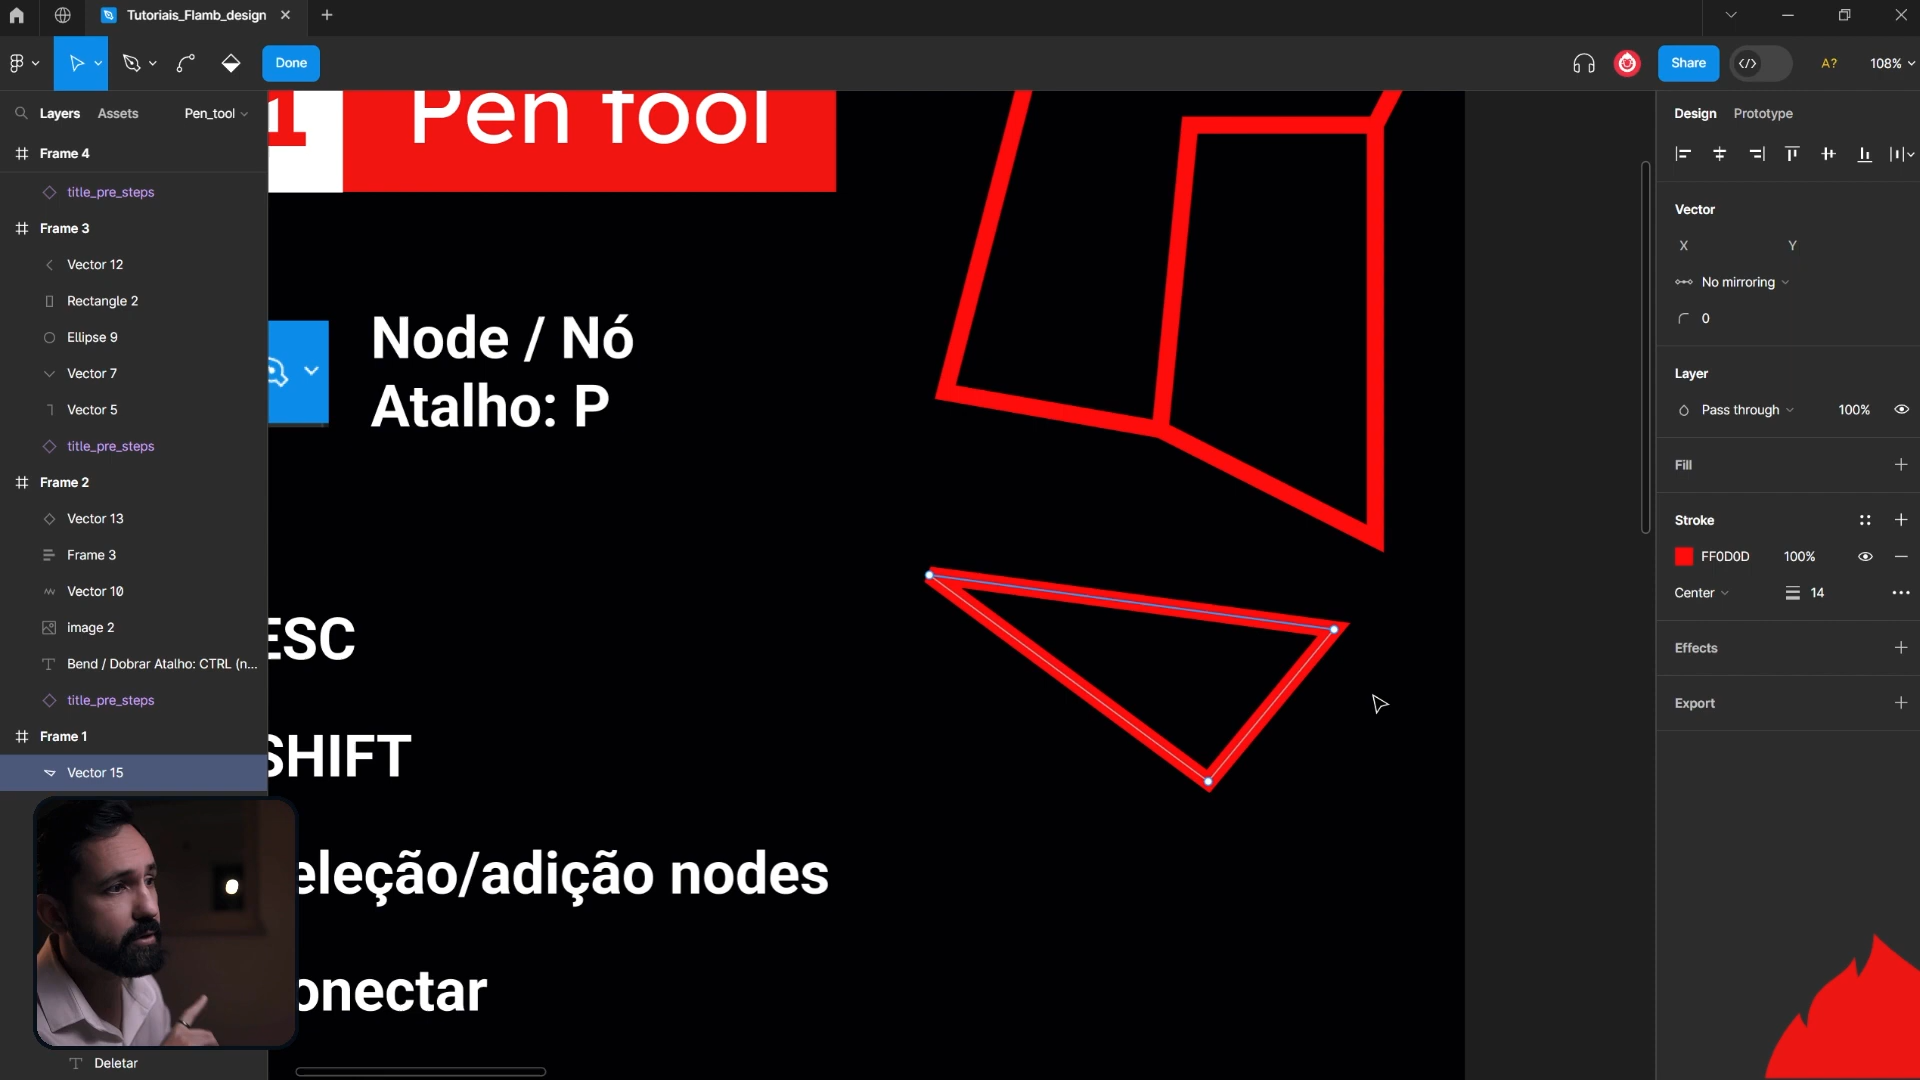 Tutoriais_Flamb_design
Done
Share
A?
108%
Layers
Assets
Pen_tool
Frame 4
title_pre_steps
Frame 3
Vector 12
Rectangle 2
Ellipse 9
Vector 7
Vector 5
title_pre_steps
Frame 2
Vector 13
Frame 3
Vector 10
image 2
Bend / Dobrar Atalho: CTRL (n...
title_pre_steps
Frame 1
Vector 15
Deletar
1
Pen tool
Node / Nó
Atalho: P
ESC
SHIFT
eleção/adição nodes
onectar
Design
Prototype
Vector
X
Y
No mirroring
0
Layer
Pass through
100%
Fill
Stroke
FF0D0D
100%
Center
14
Effects
Export